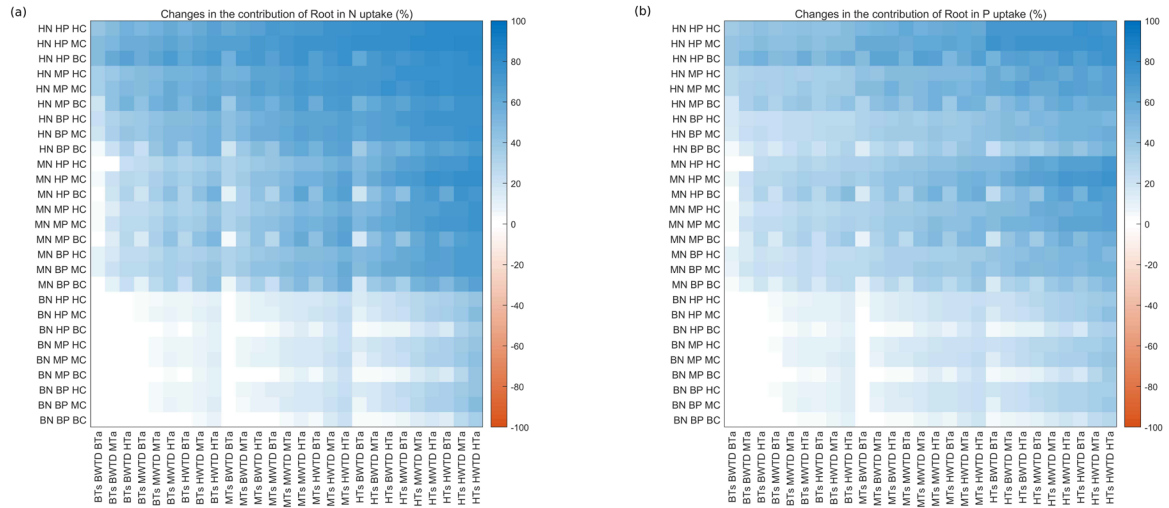 (a)
Changes in the contribution of Root in N uptake (%)
HN HP HC
HN HP MC
HN HP BC
HN MP HC
HN MP MC
HN MP BC
HN BP HC
HN BP MC
HN BP BC
MN HP HC
MN HP MC
MN HP BC
MN MP HC
MN MP MC
MN MP BC
MN BP HC
MN BP MC
MN BP BC
BN HP HC
BN HP MC
BN HP BC
BN MP HC
BN MP MC
BN MP BC
BN BP HC
BN BP MC
BN BP BC
BTs BWTD BTa
BTs BWTD MTa
BTs BWTD HTa
BTs MWTD BTa
BTs MWTD MTa
BTs MWTD HTa
BTs HWTD BTa
BTs HWTD MTa
BTs HWTD HTa
MTs BWTD BTa
MTs BWTD MTa
MTs BWTD HTa
MTs MWTD BTa
MTs MWTD MTa
MTs MWTD HTa
MTs HWTD BTa
MTs HWTD MTa
MTs HWTD HTa
HTs BWTD BTa
HTs BWTD MTa
HTs BWTD HTa
HTs MWTD BTa
HTs MWTD MTa
HTs MWTD HTa
HTs HWTD BTa
HTs HWTD MTa
HTs HWTD HTa
100
80
60
40
20
0
-20
-40
-60
-80
-100
(b)
Changes in the contribution of Root in P uptake (%)
HN HP HC
HN HP MC
HN HP BC
HN MP HC
HN MP MC
HN MP BC
HN BP HC
HN BP MC
HN BP BC
MN HP HC
MN HP MC
MN HP BC
MN MP HC
MN MP MC
MN MP BC
MN BP HC
MN BP MC
MN BP BC
BN HP HC
BN HP MC
BN HP BC
BN MP HC
BN MP MC
BN MP BC
BN BP HC
BN BP MC
BN BP BC
BTs BWTD BTa
BTs BWTD MTa
BTs BWTD HTa
BTs MWTD BTa
BTs MWTD MTa
BTs MWTD HTa
BTs HWTD BTa
BTs HWTD MTa
BTs HWTD HTa
MTs BWTD BTa
MTs BWTD MTa
MTs BWTD HTa
MTs MWTD BTa
MTs MWTD MTa
MTs MWTD HTa
MTs HWTD BTa
MTs HWTD MTa
MTs HWTD HTa
HTs BWTD BTa
HTs BWTD MTa
HTs BWTD HTa
HTs MWTD BTa
HTs MWTD MTa
HTs MWTD HTa
HTs HWTD BTa
HTs HWTD MTa
HTs HWTD HTa
100
80
60
40
20
0
-20
-40
-60
-80
-100